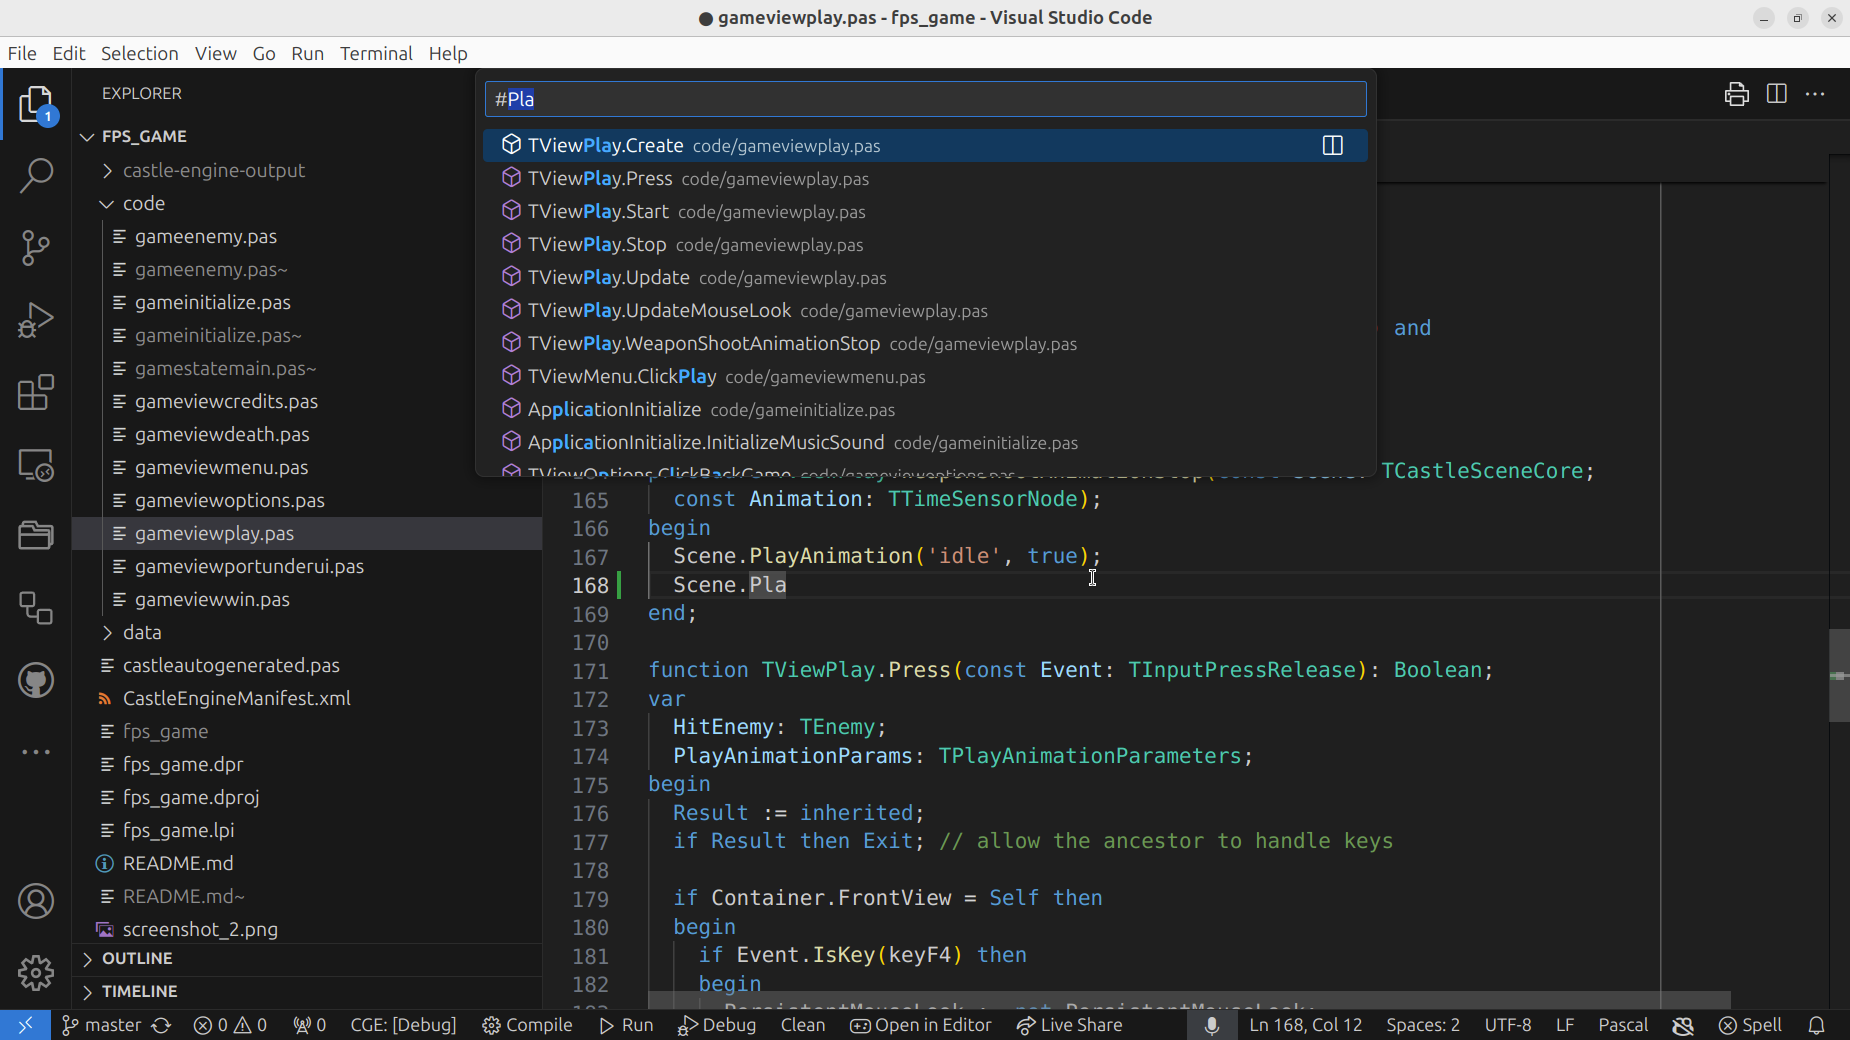 ● gameviewplay.pas - fps_game - Visual Studio Code
File Edit Selection View Go Run Terminal Help
EXPLORER
FPS_GAME
castle-engine-output
code
gameenemy.pas
gameenemy.pas~
gameinitialize.pas
gameinitialize.pas~
gamestatemain.pas~
gameviewcredits.pas
gameviewdeath.pas
gameviewmenu.pas
gameviewoptions.pas
gameviewplay.pas
gameviewportunderui.pas
gameviewwin.pas
data
castleautogenerated.pas
CastleEngineManifest.xml
fps_game
fps_game.dpr
fps_game.dproj
fps_game.lpi
README.md
README.md~
screenshot_2.png
OUTLINE
TIMELINE
1
#Pla
TViewPlay.Create code/gameviewplay.pas
TViewPlay.Press code/gameviewplay.pas
TViewPlay.Start code/gameviewplay.pas
TViewPlay.Stop code/gameviewplay.pas
TViewPlay.Update code/gameviewplay.pas
TViewPlay.UpdateMouseLook code/gameviewplay.pas
TViewPlay.WeaponShootAnimationStop code/gameviewplay.pas
TViewMenu.ClickPlay code/gameviewmenu.pas
ApplicationInitialize code/gameinitialize.pas
ApplicationInitialize.InitializeMusicSound code/gameinitialize.pas
TViewOptions.ClickBackGame code/gameviewoptions.pas
and
TCastleSceneCore;
165 const Animation: TTimeSensorNode);
166 begin
167 Scene.PlayAnimation('idle', true);
168 Scene.Pla
169 end;
170
171 function TViewPlay.Press(const Event: TInputPressRelease): Boolean;
172 var
173 HitEnemy: TEnemy;
174 PlayAnimationParams: TPlayAnimationParameters;
175 begin
176 Result := inherited;
177 if Result then Exit; // allow the ancestor to handle keys
178
179 if Container.FrontView = Self then
180 begin
181 if Event.IsKey(keyF4) then
182 begin
PersistentMouseLook := not PersistentMouseLook;
master 0 0 0 CGE: [Debug] Compile Run Debug Clean Open in Editor Live Share Ln 168, Col 12 Spaces: 2 UTF-8 LF Pascal Spell